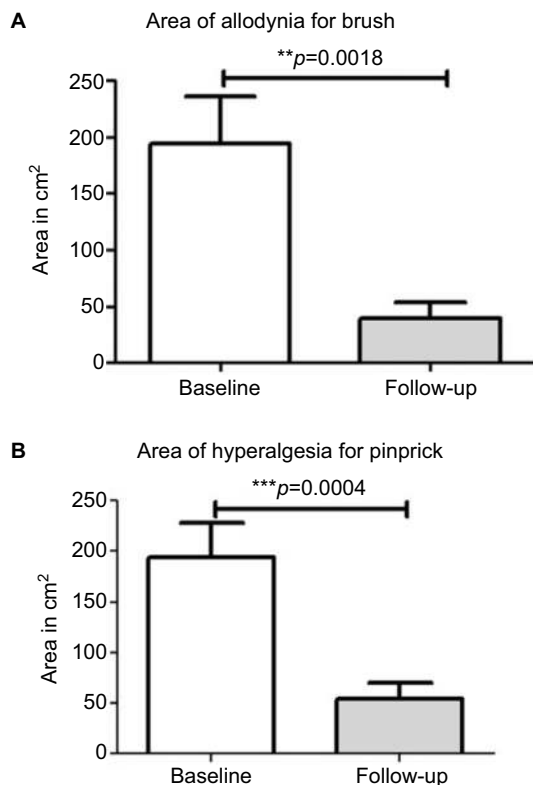 A
Area of allodynia for brush
**p=0.0018
250
200
150
100
50
0
Area in cm²
Baseline Follow-up
B
Area of hyperalgesia for pinprick
***p=0.0004
250
200
150
100
50
0
Area in cm²
Baseline Follow-up